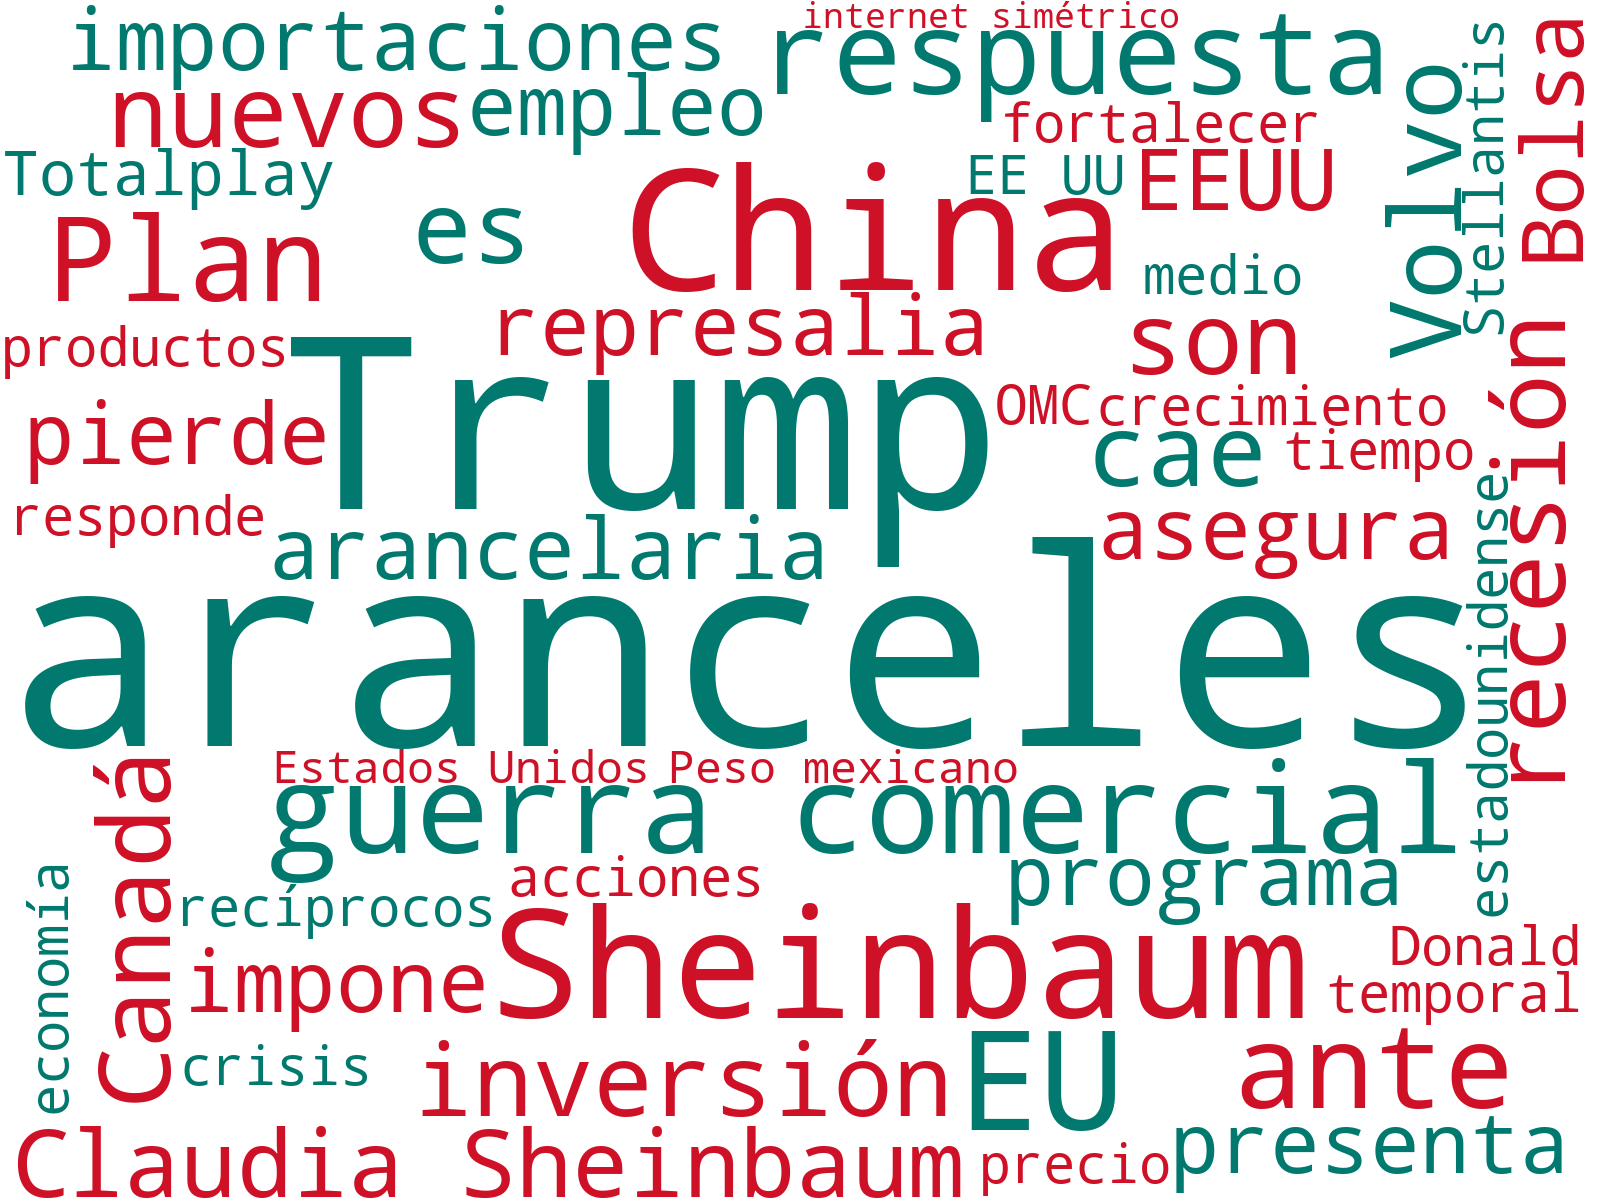 internet simétrico
importaciones
respuesta
nuevos
empleo
fortalecer
Volvo
Stellantis
Bolsa
Totalplay
EE UU
EEUU
China
Plan
es
medio
represalia
son
productos
Trump
OMC
crecimiento
recesión
pierde
cae
tiempo
responde
arancelaria
asegura
estadounidense
aranceles
Estados Unidos
Peso mexicano
Canadá
guerra comercial
acciones
programa
economía
recíprocos
Sheinbaum
Donald
impone
temporal
crisis
inversión
EU
ante
Claudia Sheinbaum
precio
presenta